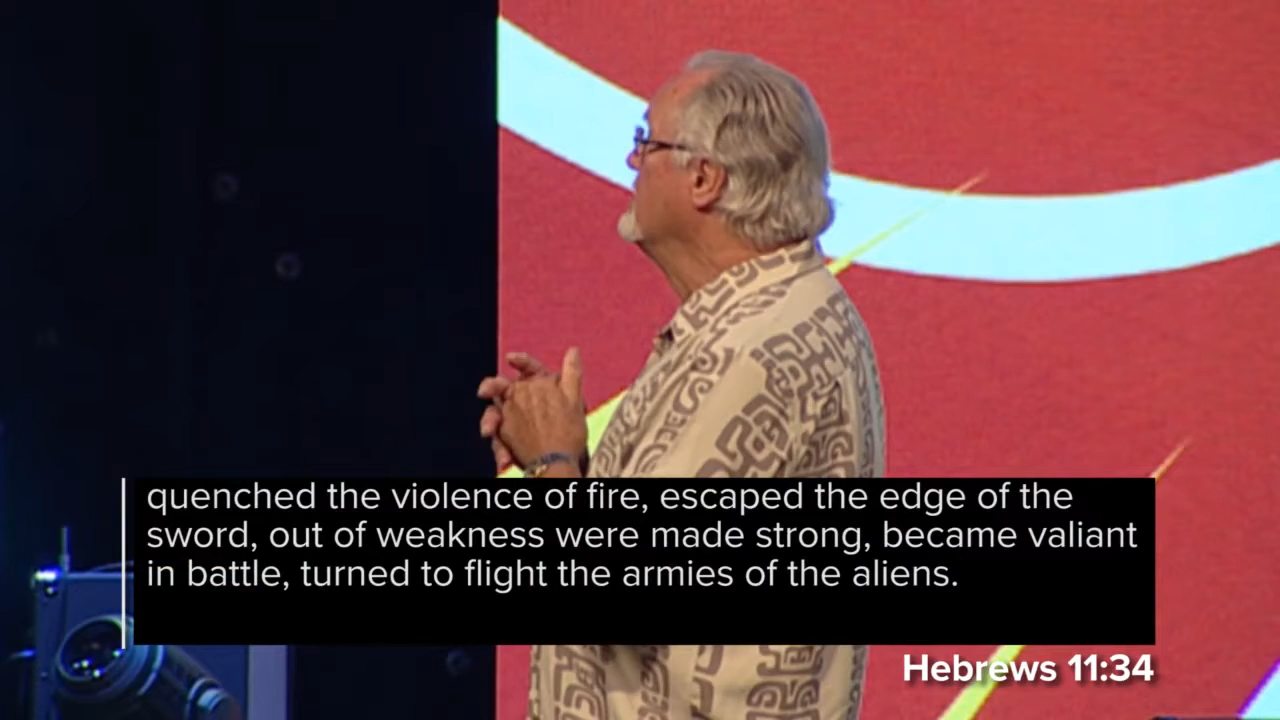 quenched the violence of fire, escaped the edge of the
sword, out of weakness were made strong, became valiant
in battle, turned to flight the armies of the aliens.
Hebrews 11:34